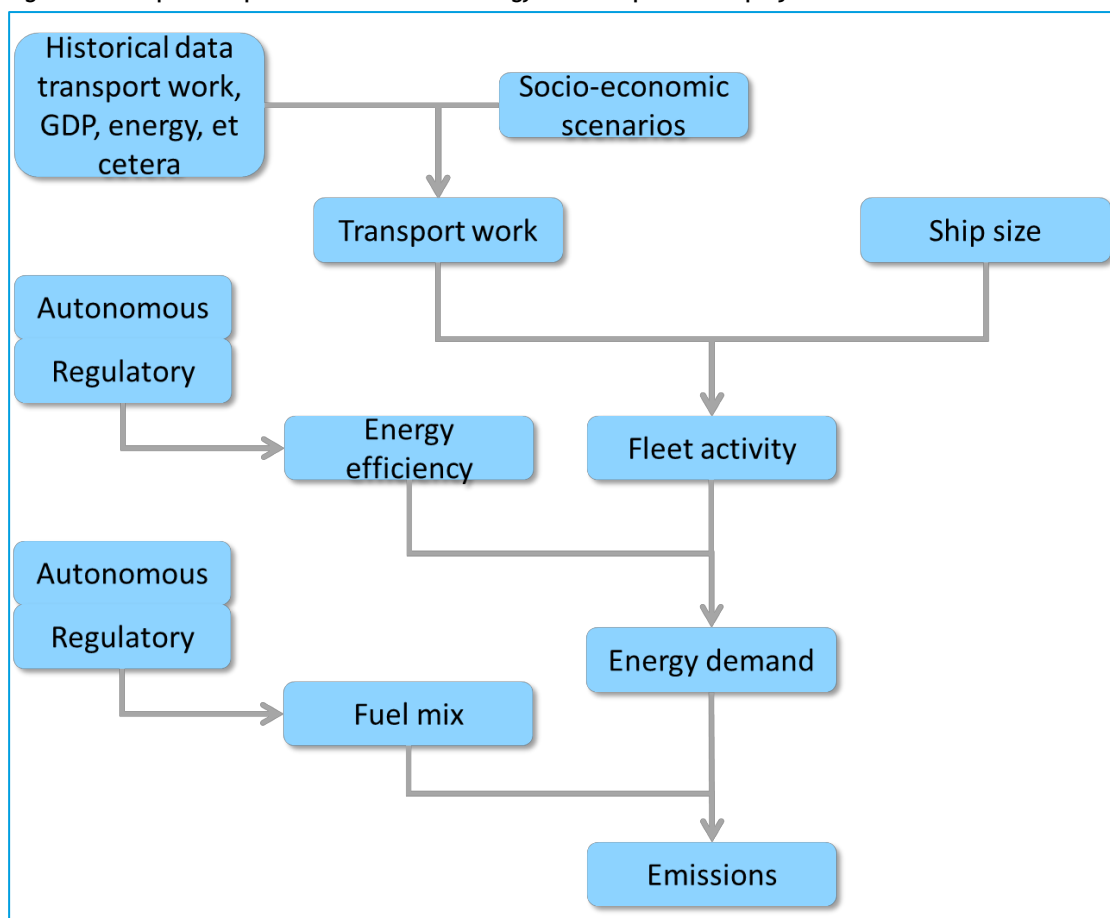 Historical data
transport work,
GDP, energy, et
cetera
Socio-economic
scenarios
Transport work
Ship size
Autonomous
Regulatory
Energy
efficiency
Fleet activity
Autonomous
Regulatory
Energy demand
Fuel mix
Emissions